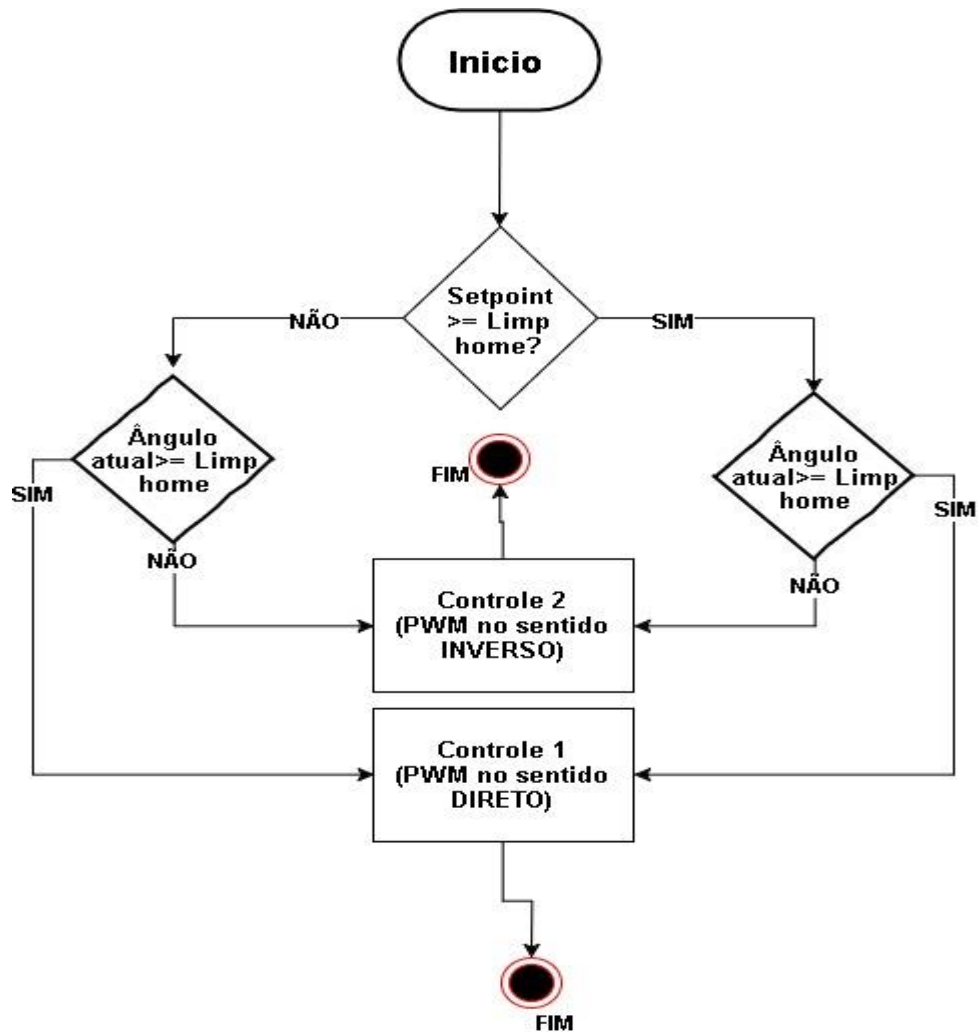 Inicio
Setpoint
>= Limp
home?
NÃO
SIM
Ângulo
atual>= Limp
home
SIM
NÃO
FIM
Ângulo
atual>= Limp
home
SIM
NÃO
Controle 2
(PWM no sentido
INVERSO)
Controle 1
(PWM no sentido
DIRETO)
FIM